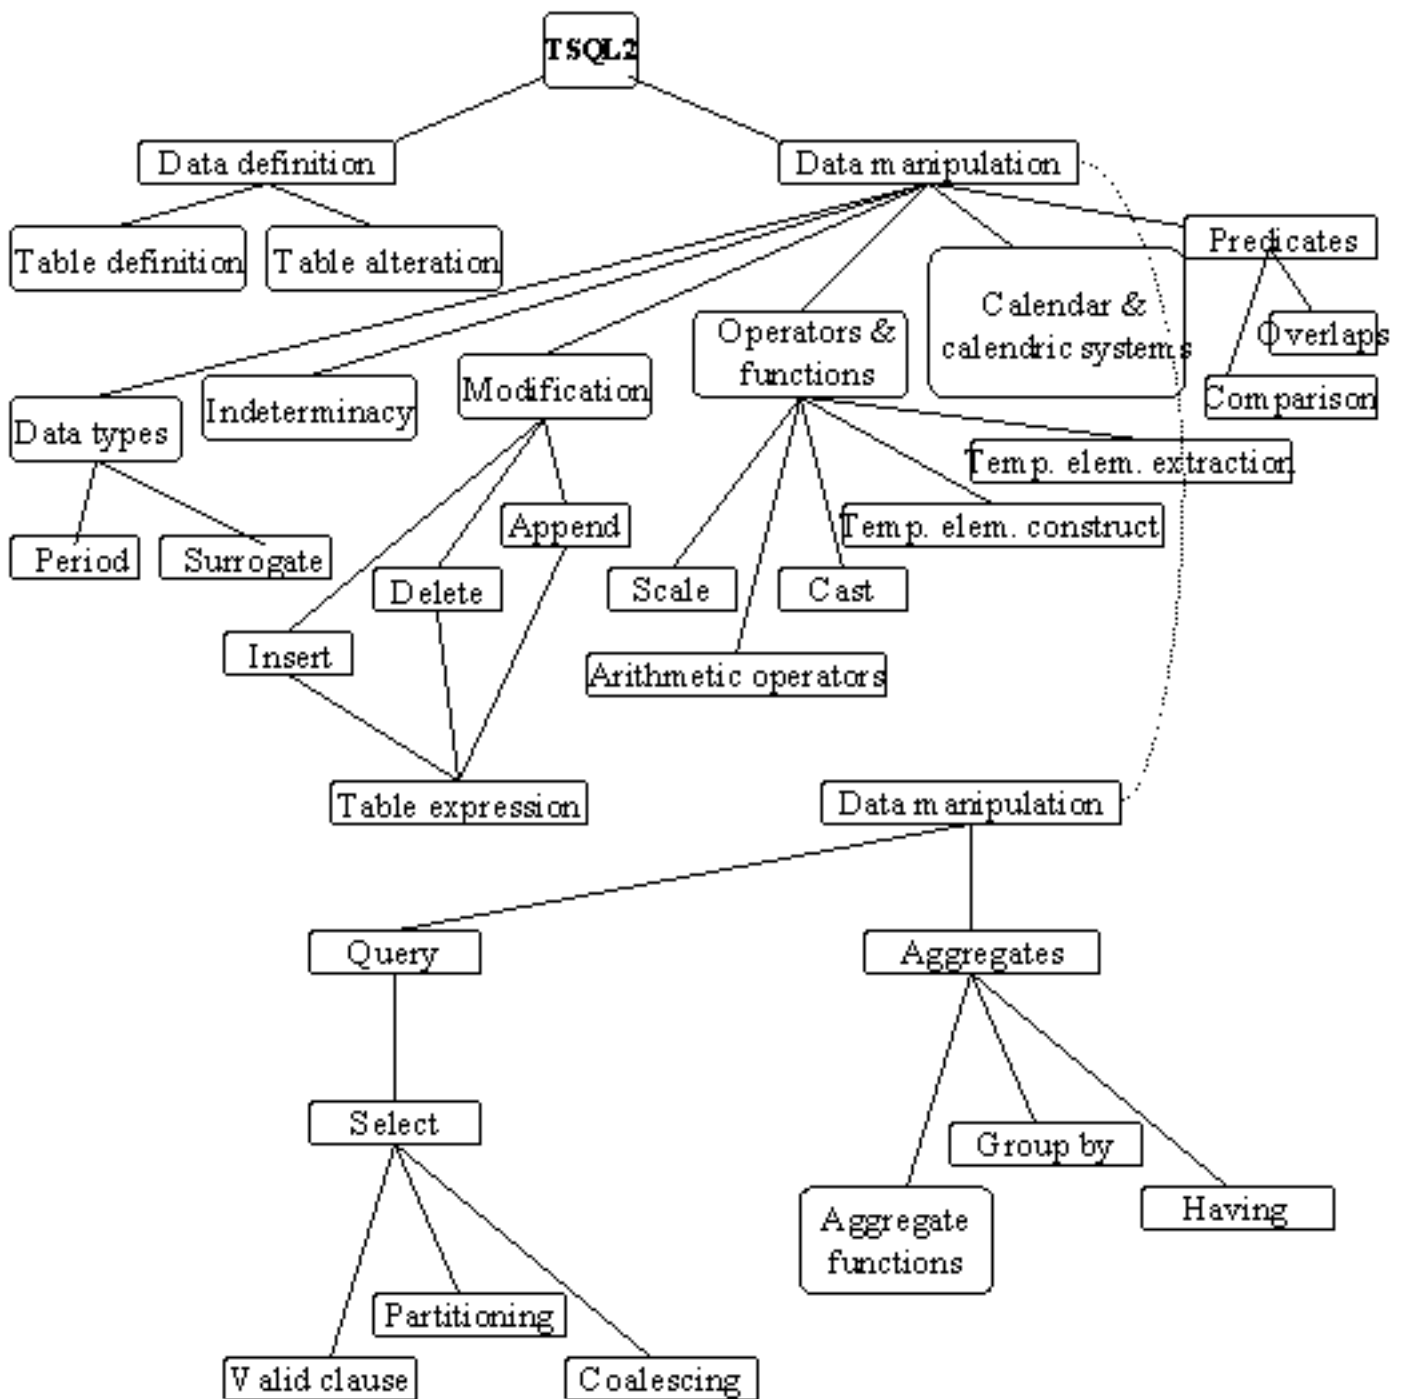 TSQL2
Data definition
Data manipulation
Table definition
Table alteration
Predicates
Calendar &
calendric systems
Operators &
functions
Overlaps
Comparison
Modification
Indeterminacy
Data types
Temp. elem. extraction
Temp. elem. construct
Append
Period
Surrogate
Delete
Scale
Cast
Insert
Arithmetic operators
Table expression
Data manipulation
Query
Aggregates
Select
Group by
Having
Aggregate
functions
Partitioning
Valid clause
Coalescing